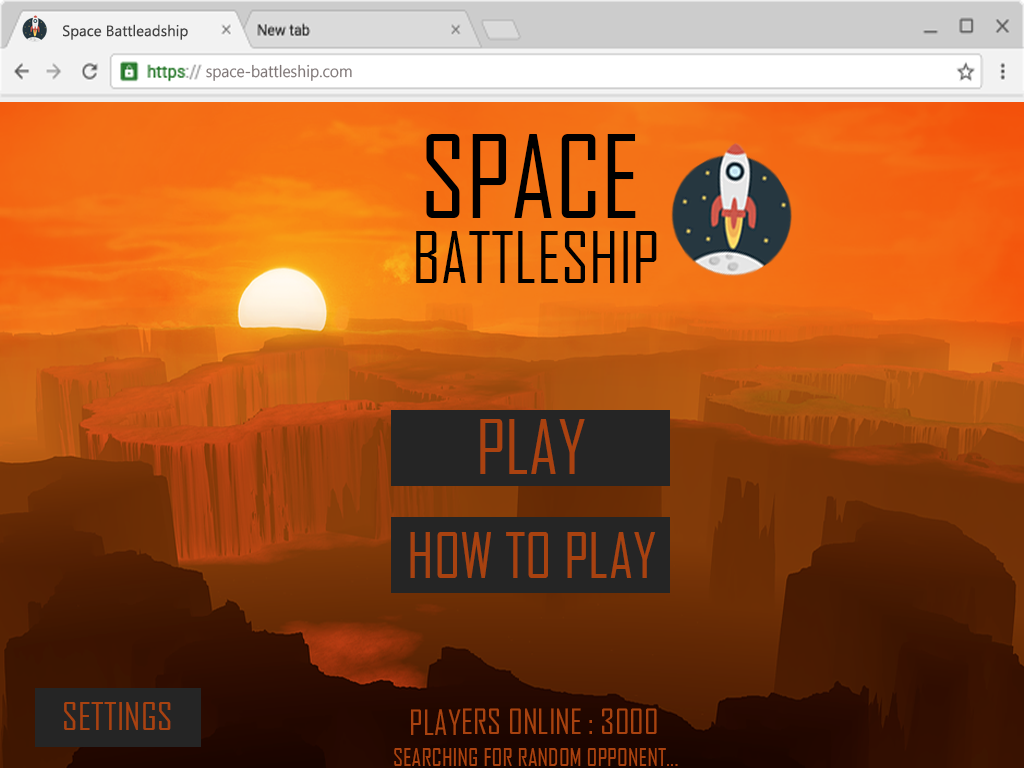 Space Battleadship
New tab
https:// space-battleship.com
SPACE
BATTLESHIP
PLAY
HOW TO PLAY
SETTINGS
PLAYERS ONLINE : 3000
SEARCHING FOR RANDOM OPPONENT...